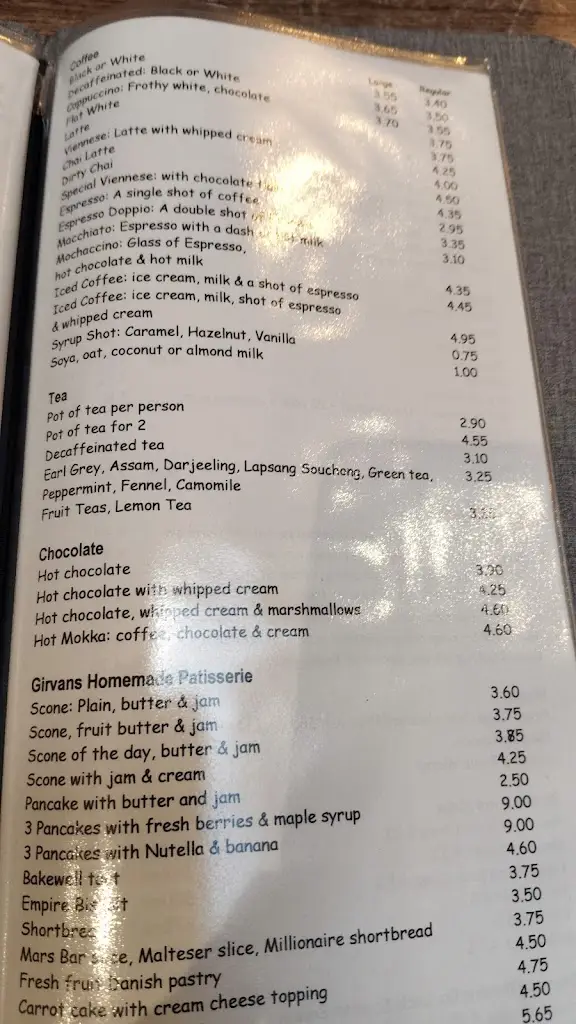 Coffee
Large Regular
Black or White 3.55 3.40
Decaffeinated: Black or White 3.65 3.50
Cappuccino: Frothy white, chocolate 3.70 3.55
Flat White 3.75
Latte 3.75
Viennese: Latte with whipped cream 4.25
Chai Latte 4.00
Dirty Chai 4.50
Special Viennese: with chocolate 4.35
Espresso: A single shot of coffee 2.95
Espresso Doppio: A double shot 3.35
Macchiato: Espresso with a dash hot milk 3.10
Mochaccino: Glass of Espresso,
hot chocolate & hot milk 4.35
Iced Coffee: ice cream, milk & a shot of espresso 4.45
Iced Coffee: ice cream, milk, shot of espresso
& whipped cream 4.95
Syrup Shot: Caramel, Hazelnut, Vanilla 0.75
Soya, oat, coconut or almond milk 1.00
Tea
Pot of tea per person 2.90
Pot of tea for 2 4.55
Decaffeinated tea 3.10
Earl Grey, Assam, Darjeeling, Lapsang Souchong, Green tea, 3.25
Peppermint, Fennel, Camomile
Fruit Teas, Lemon Tea
Chocolate
Hot chocolate 3.90
Hot chocolate with whipped cream 4.25
Hot chocolate, whipped cream & marshmallows 4.60
Hot Mokka: coffee, chocolate & cream 4.60
Girvans Homemade Patisserie
Scone: Plain, butter & jam 3.60
Scone, fruit butter & jam 3.75
Scone of the day, butter & jam 3.85
Scone with jam & cream 4.25
Pancake with butter and jam 2.50
3 Pancakes with fresh berries & maple syrup 9.00
3 Pancakes with Nutella & banana 9.00
Bakewell tart 4.60
Empire Biscuit 3.75
Shortbread 3.50
Mars Bar slice, Malteser slice, Millionaire shortbread 3.75
Fresh fruit Danish pastry 4.50
Carrot cake with cream cheese topping 4.75
4.50
5.65